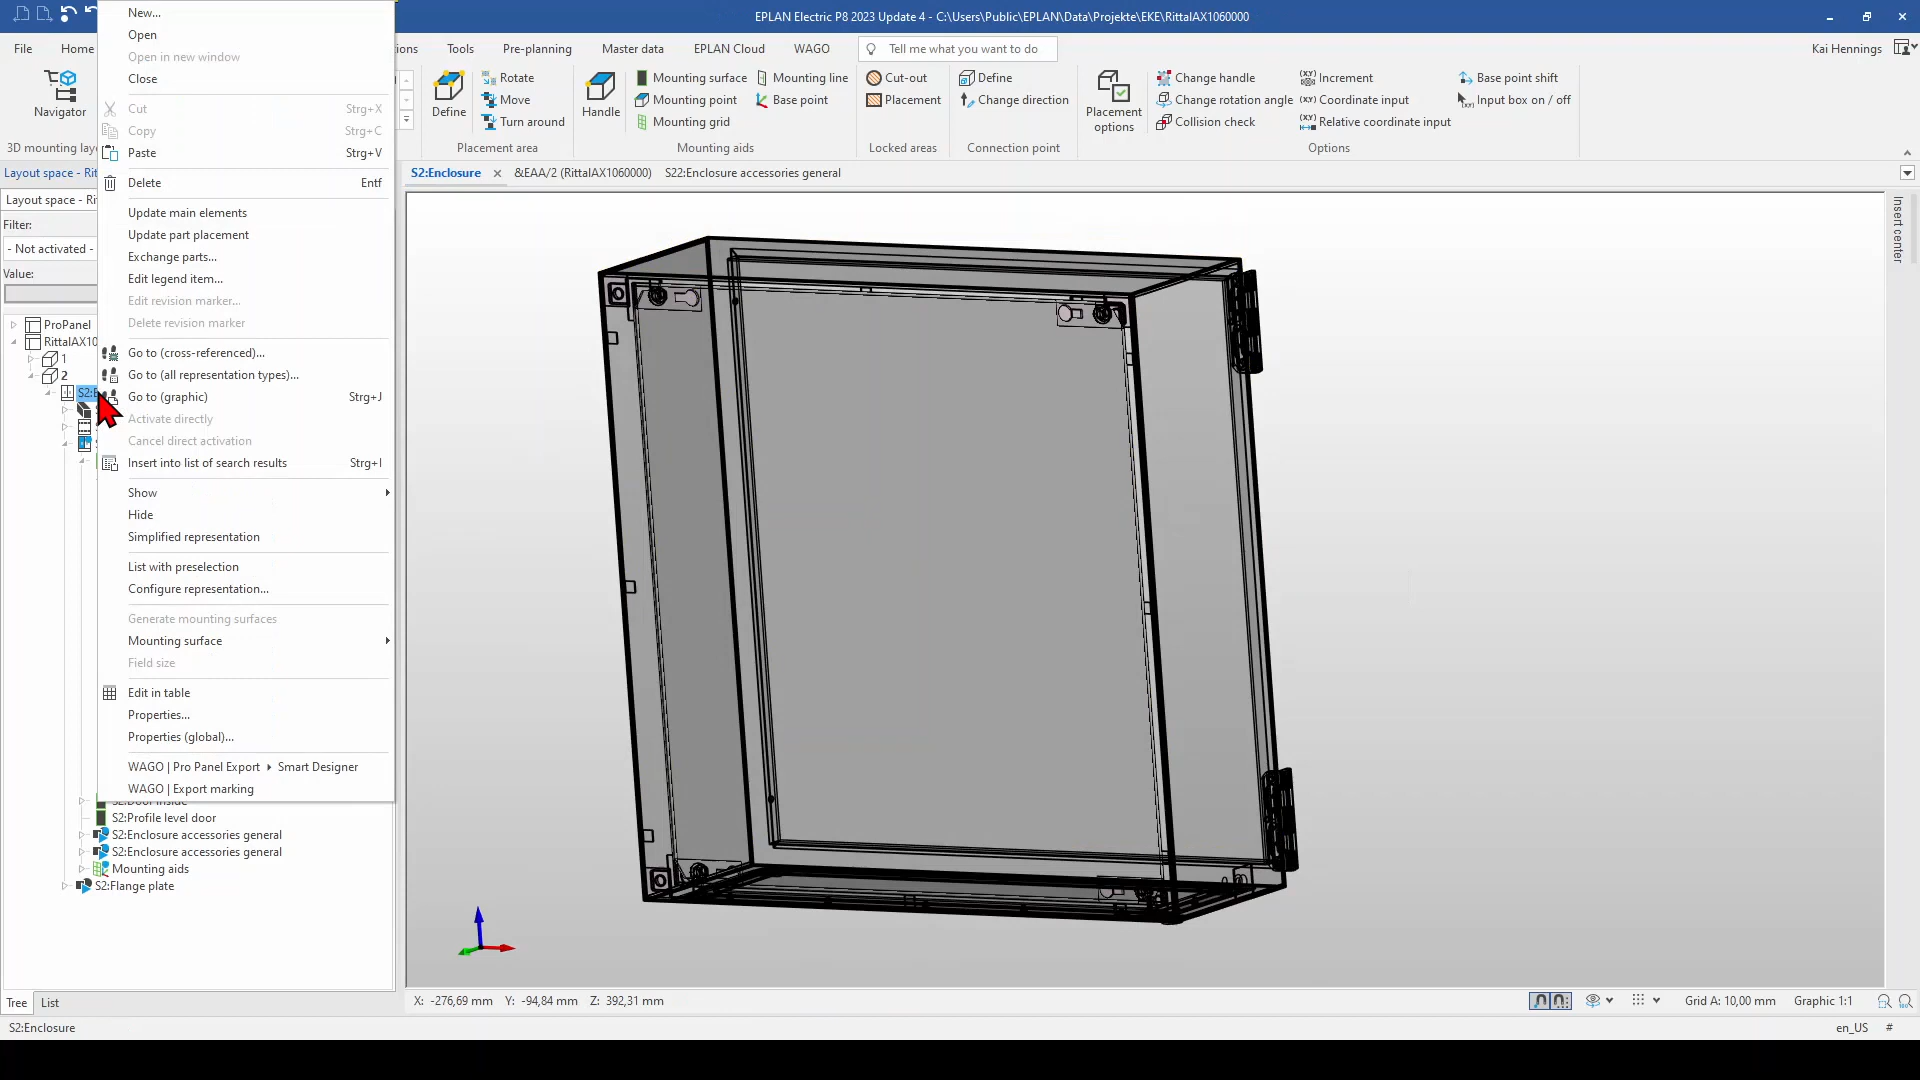 EPLAN Electric P8 2023 Update 4 - C:\Users\Public\EPLAN\Data\Projekte\EKE/RittalAX1060000
File Home
ions Tools Pre-planning Master data EPLAN Cloud WAGO Tell me what you want to do
Kai Hennings
Navigator
3D mounting lay
Define
Rotate
Move
Turn around
Placement area
Handle
Mounting surface
Mounting point
Mounting grid
Mounting line
Base point
Mounting aids
Cut-out
Placement
Locked areas
Define
Change direction
Connection point
Placement
options
Change handle
Change rotation angle
Collision check
Increment
Coordinate input
Relative coordinate input
Base point shift
Input box on / off
Options
Layout space - Rit
Layout space - Ri
Filter:
- Not activated -
Value:
ProPanel
RittalAX10
1
2
S2:E
S2:Door inside
S2:Profile level door
S2:Enclosure accessories general
S2:Enclosure accessories general
Mounting aids
S2:Flange plate
New...
Open
Open in new window
Close
Cut Strg+X
Copy Strg+C
Paste Strg+V
Delete Entf
Update main elements
Update part placement
Exchange parts...
Edit legend item...
Edit revision marker...
Delete revision marker
Go to (cross-referenced)...
Go to (all representation types)...
Go to (graphic) Strg+J
Activate directly
Cancel direct activation
Insert into list of search results Strg+I
Show
Hide
Simplified representation
List with preselection
Configure representation...
Generate mounting surfaces
Mounting surface
Field size
Edit in table
Properties...
Properties (global)...
WAGO | Pro Panel Export ▸ Smart Designer
WAGO | Export marking
S2:Enclosure &EAA/2 (RittalAX1060000) S22:Enclosure accessories general
Insert center
Tree List
X: -276,69 mm Y: -94,84 mm Z: 392,31 mm
Grid A: 10,00 mm Graphic 1:1
S2:Enclosure
en_US #